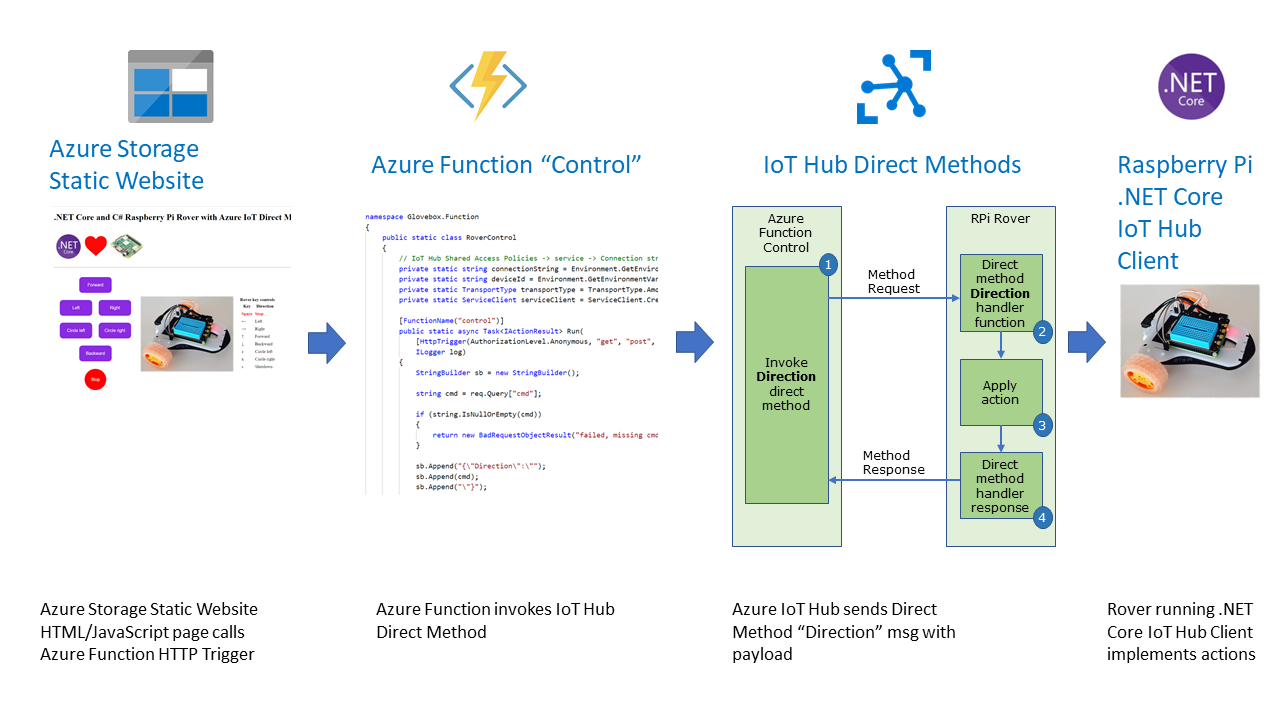 .NET
Core
Azure Storage
Static Website
Azure Function “Control”
IoT Hub Direct Methods
Raspberry Pi
.NET Core
IoT Hub
Client
.NET Core and C# Raspberry Pi Rover with Azure IoT Direct M
.NET
Core
Forward
Left
Right
Circle left
Circle right
Backward
Stop
Rover key controls
Key Direction
Space Stop
← Left
→ Right
↑ Forward
↓ Backward
Circle left
Circle right
Shutdown
namespace Glovebox.Function
{
public static class RoverControl
{
// IoT Hub Shared Access Policies -> service -> Connection str
private static string connectionString = Environment.GetEnviro
private static string deviceId = Environment.GetEnvironmentVar
private static TransportType transportType = TransportType.Amq
private static ServiceClient serviceClient = ServiceClient.Cre
[FunctionName("control")]
public static async Task<IActionResult> Run(
[HttpTrigger(AuthorizationLevel.Anonymous, "get", "post",
ILogger log)
{
StringBuilder sb = new StringBuilder();
string cmd = req.Query["cmd"];
if (string.IsNullOrEmpty(cmd))
{
return new BadRequestObjectResult("failed, missing cmd
}
sb.Append("{\"Direction\":\"");
sb.Append(cmd);
sb.Append("\"}");
Azure
Function
Control
1
Invoke
Direction
direct
method
Method
Request
Method
Response
RPi Rover
Direct
method
Direction
handler
function
2
Apply
action
3
Direct
method
handler
response
4
Azure Storage Static Website
HTML/JavaScript page calls
Azure Function HTTP Trigger
Azure Function invokes IoT Hub
Direct Method
Azure IoT Hub sends Direct
Method “Direction” msg with
payload
Rover running .NET
Core IoT Hub Client
implements actions